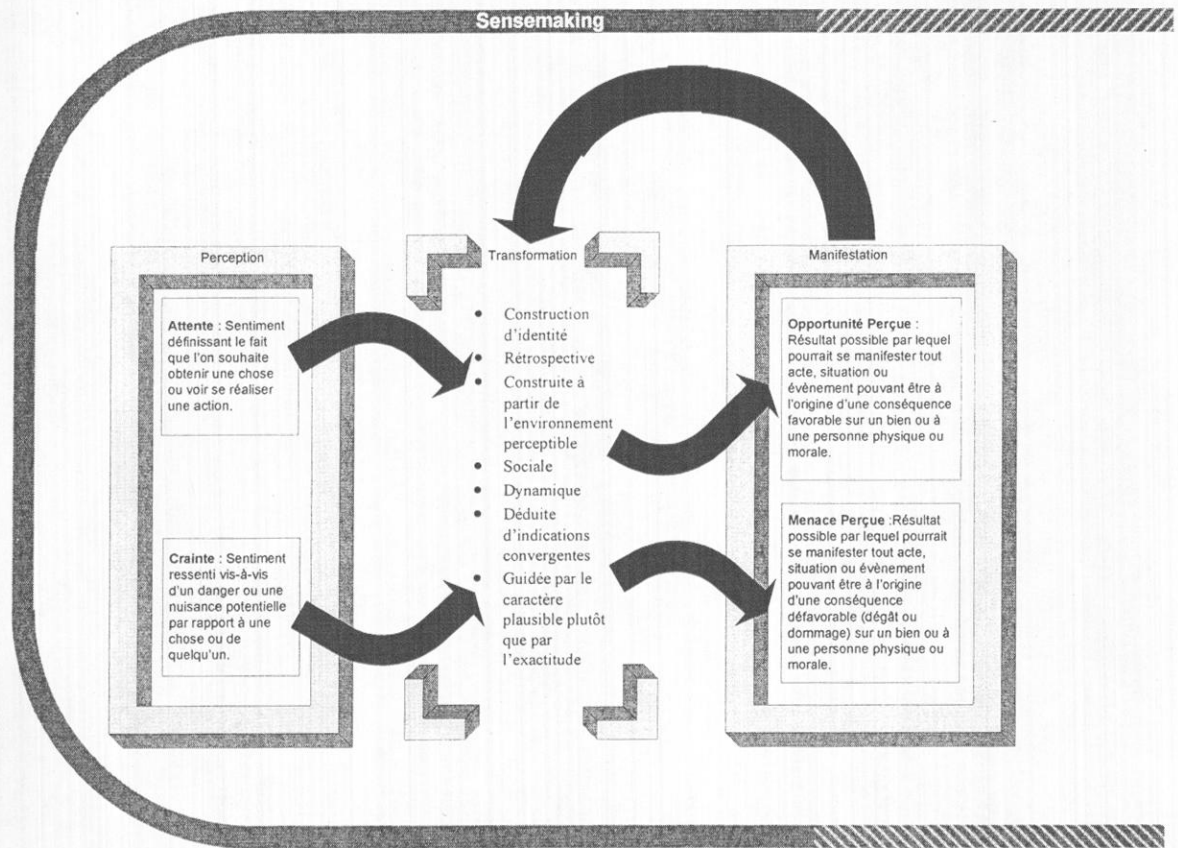 Sensemaking
Perception
Attente : Sentiment
définissant le fait
que l'on souhaite
obtenir une chose
ou voir se réaliser
une action.
Crainte : Sentiment
ressenti vis-à-vis
d'un danger ou une
nuisance potentielle
par rapport à une
chose ou de
quelqu'un.
Transformation
• Construction
d'identité
• Rétrospective
• Construite à
partir de
l'environnement
perceptible
• Sociale
• Dynamique
• Déduite
d'indications
convergentes
• Guidée par le
caractère
plausible plutôt
que par
l'exactitude
Manifestation
Opportunité Perçue :
Résultat possible par lequel
pourrait se manifester tout
acte, situation ou
évènement pouvant être à
l'origine d'une conséquence
favorable sur un bien ou à
une personne physique ou
morale.
Menace Perçue :Résultat
possible par lequel pourrait
se manifester tout acte,
situation ou évènement
pouvant être à l'origine
d'une conséquence
défavorable (dégât ou
dommage) sur un bien ou à
une personne physique ou
morale.